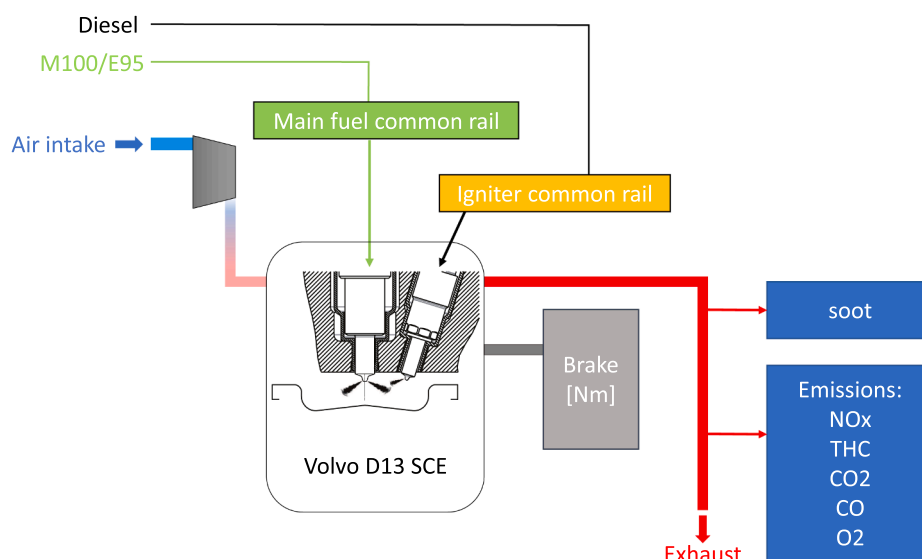 Diesel
M100/E95
Main fuel common rail
Air intake
Igniter common rail
soot
Brake
[Nm]
Emissions:
NOx
THC
CO2
CO
O2
Volvo D13 SCE
Exhaust